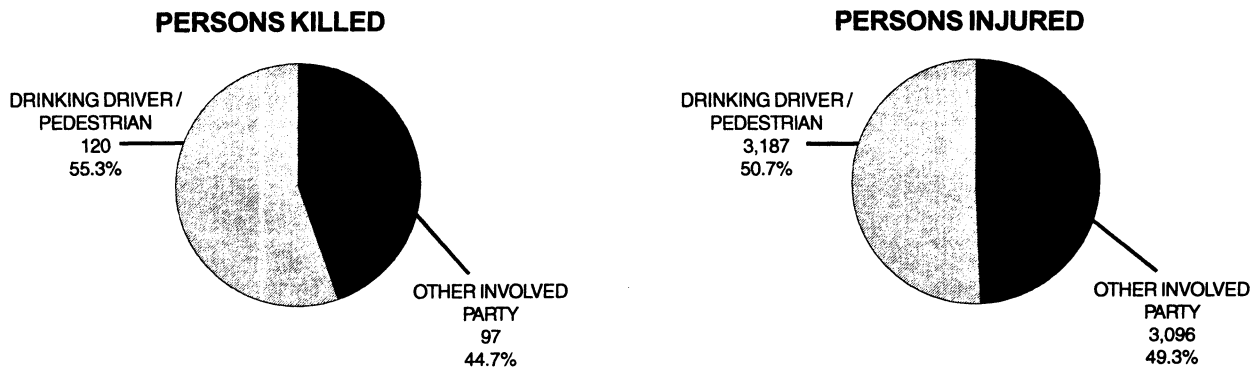 PERSONS KILLED
DRINKING DRIVER /
PEDESTRIAN
120
55.3%
OTHER INVOLVED
PARTY
97
44.7%
PERSONS INJURED
DRINKING DRIVER /
PEDESTRIAN
3,187
50.7%
OTHER INVOLVED
PARTY
3,096
49.3%